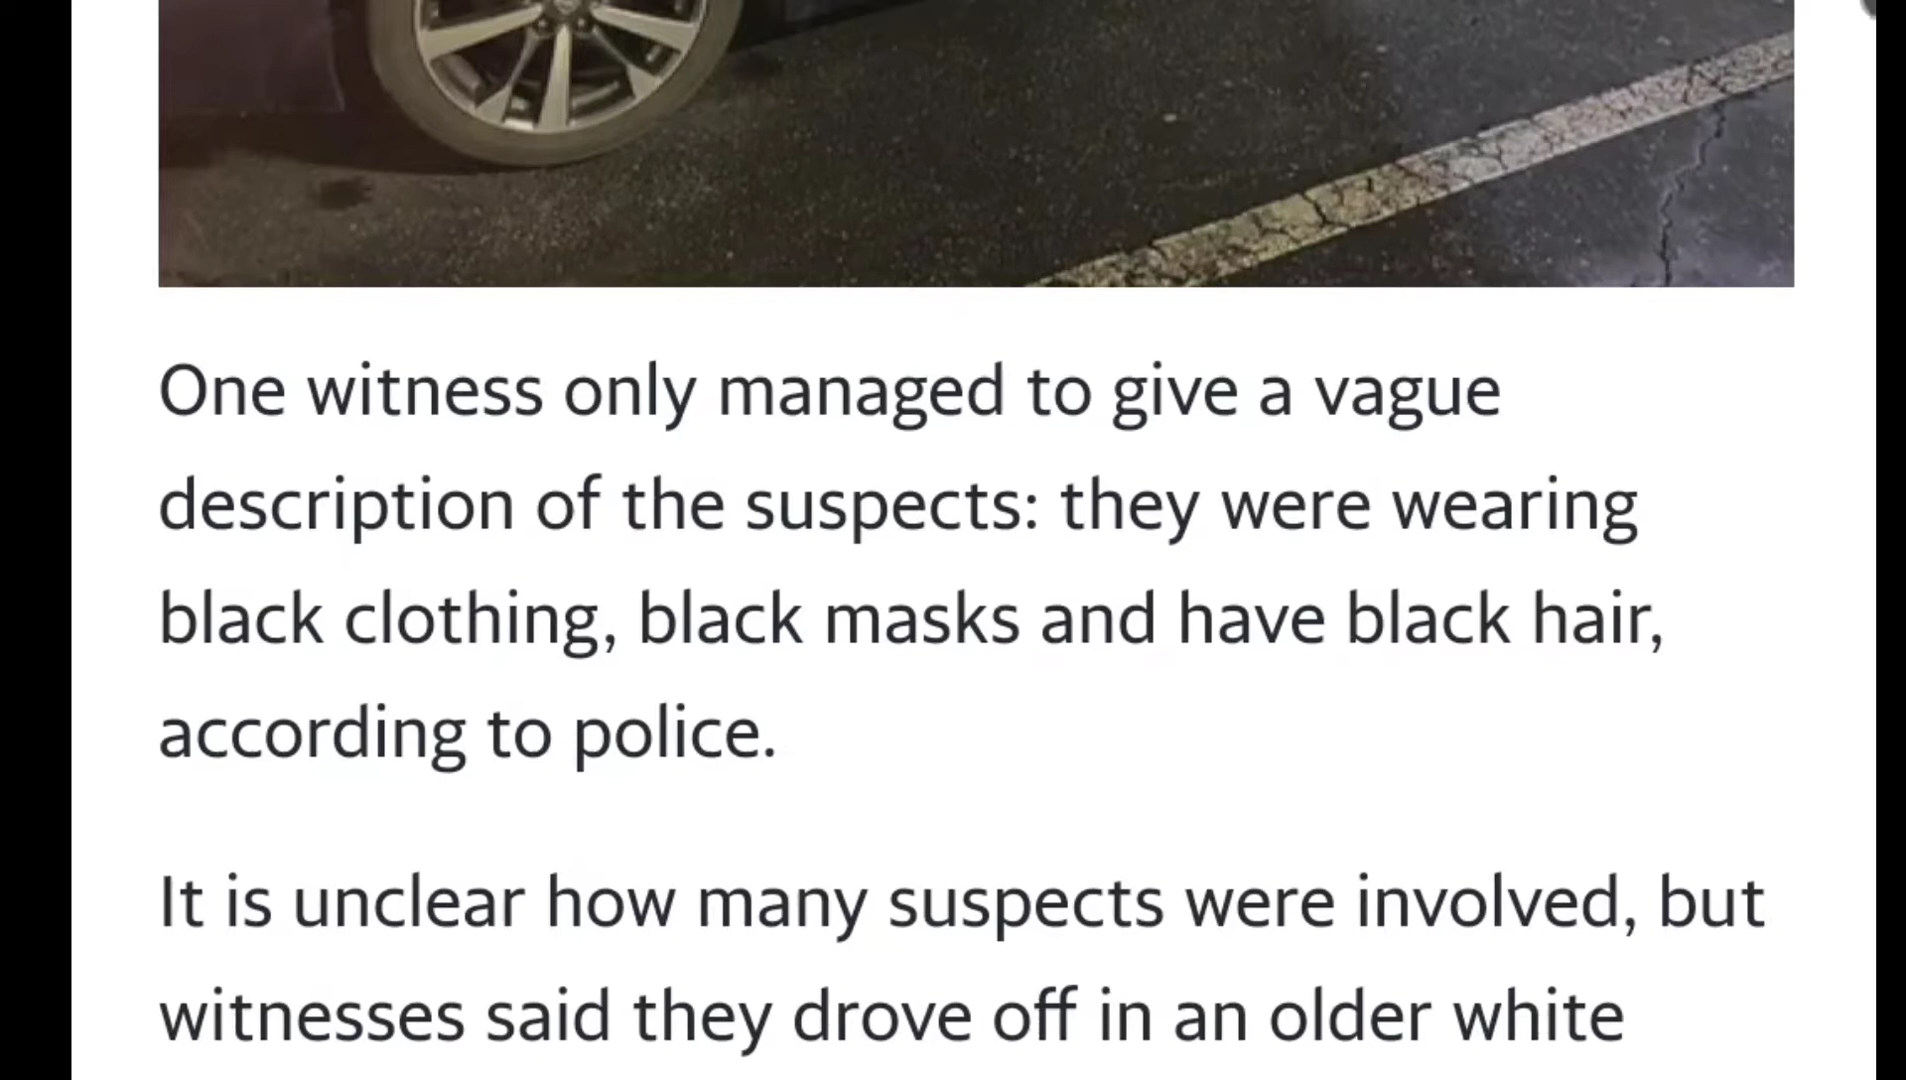 One witness only managed to give a vague
description of the suspects: they were wearing
black clothing, black masks and have black hair,
according to police.
It is unclear how many suspects were involved, but
witnesses said they drove off in an older white